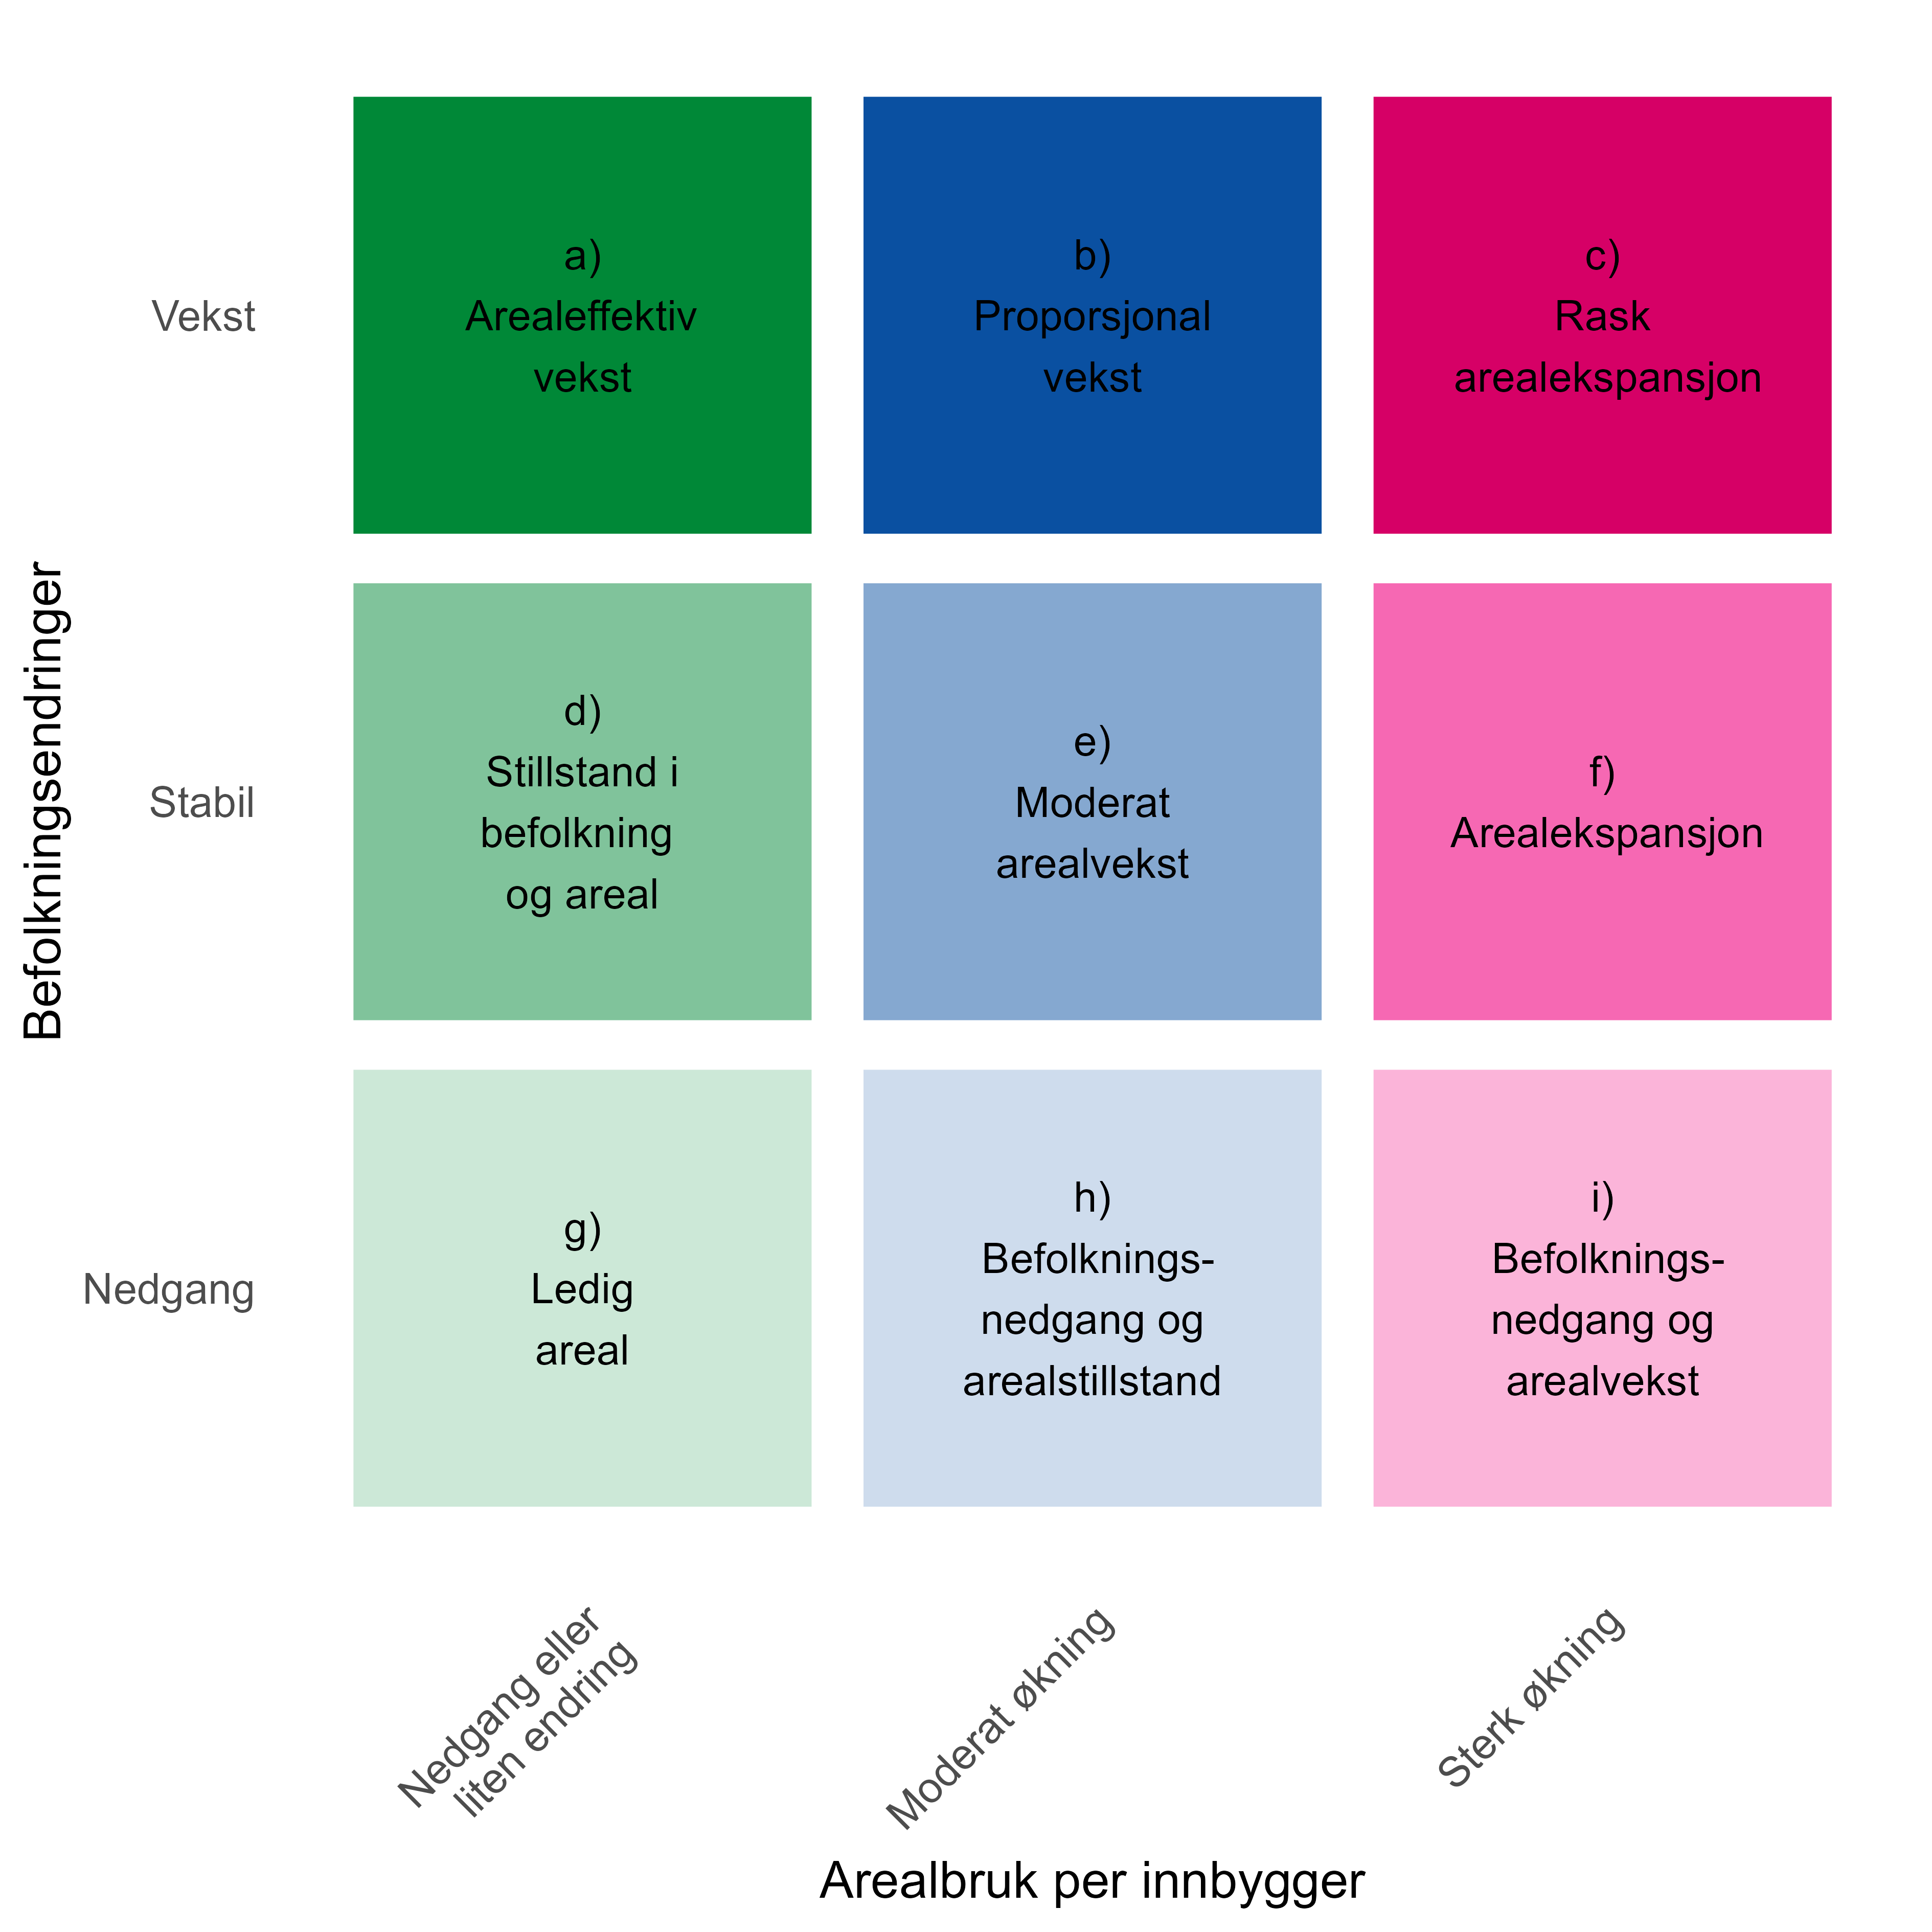 Befolkningsendringer
Vekst
a)
Arealeffektiv
vekst
b)
Proporsjonal
vekst
c)
Rask
arealekspansjon
Stabil
d)
Stillstand i
befolkning
og areal
e)
Moderat
arealvekst
f)
Arealekspansjon
Nedgang
g)
Ledig
areal
h)
Befolknings-
nedgang og
arealstillstand
i)
Befolknings-
nedgang og
arealvekst
Nedgang eller
liten endring
Moderat økning
Sterk økning
Arealbruk per innbygger